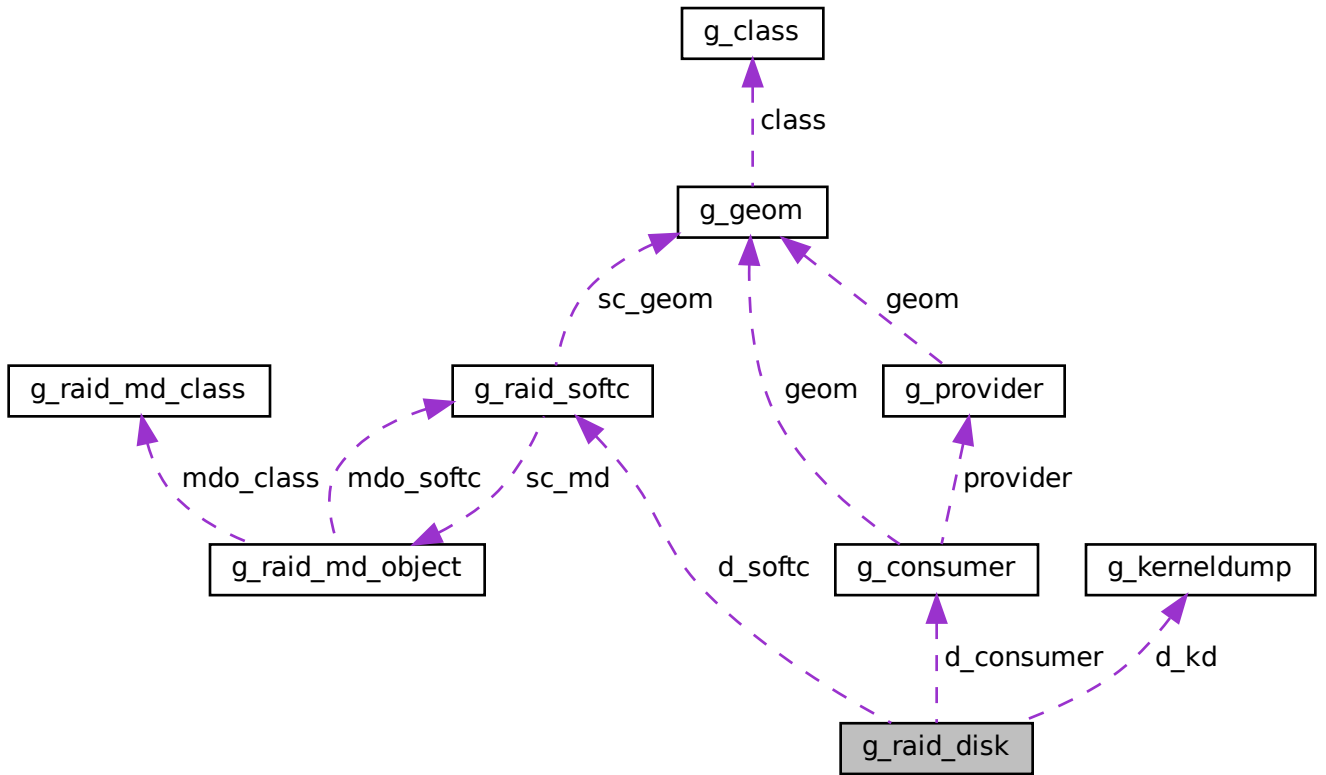 g_class
class
g_geom
sc_geom
geom
g_raid_md_class
g_raid_softc
geom
g_provider
mdo_class
mdo_softc
sc_md
provider
g_raid_md_object
d_softc
g_consumer
g_kerneldump
d_consumer
d_kd
g_raid_disk